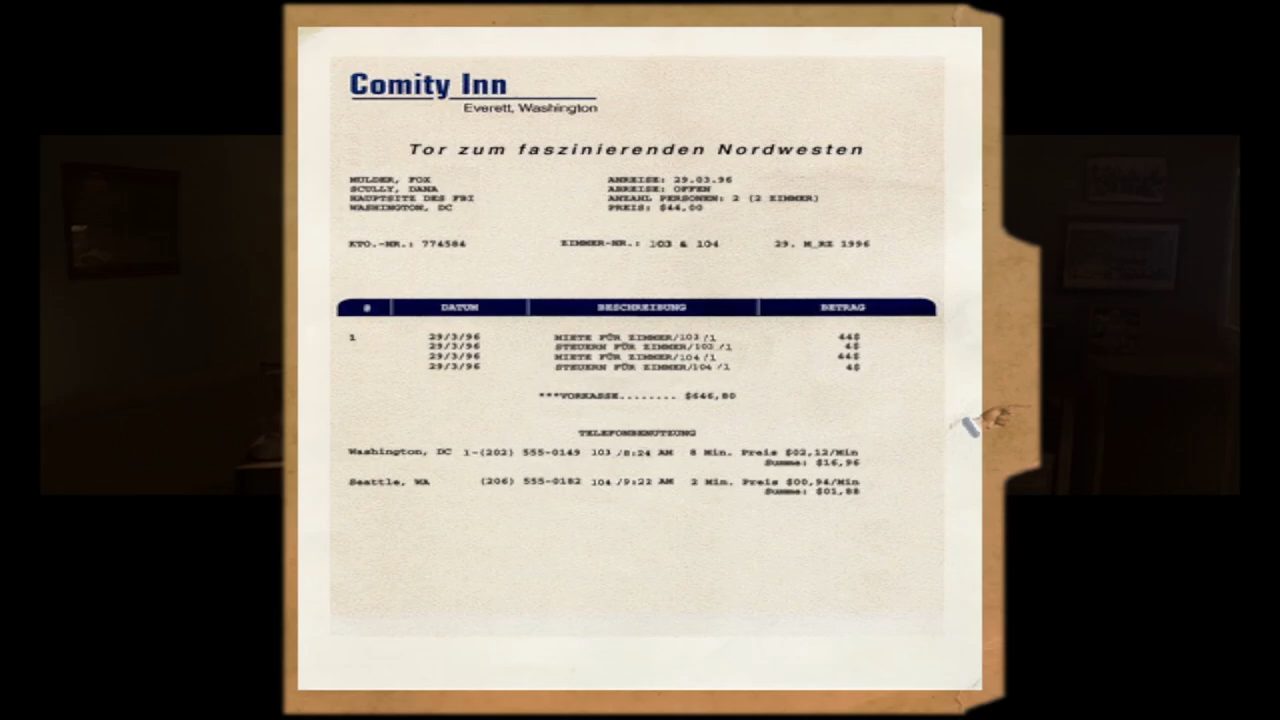 Comity Inn
Everett, Washington
Tor zum faszinierenden Nordwesten
MULDER, FOX
SCULLY, DANA
HAUPTSITE DES FBI
WASHINGTON, DC
ANREISE: 29.03.96
ABREISE: OFFEN
ANZAHL PERSONEN: 2 (2 ZIMMER)
PREIS: $44,00
KTO.-NR.: 774584 ZIMMER-NR.: 103 & 104 29. M_RZ 1996
# DATUM BESCHREIBUNG BETRAG
1 29/3/96 MIETE FÜR ZIMMER/103 /1 44$
29/3/96 STEUERN FÜR ZIMMER/103 /1 4$
29/3/96 MIETE FÜR ZIMMER/104 /1 44$
29/3/96 STEUERN FÜR ZIMMER/104 /1 4$
***VORKASSE........ $646,80
TELEFONBENUTZUNG
Washington, DC 1-(202) 555-0149 103 /8:24 AM 8 Min. Preis $02,12/Min
Summe: $16,96
Seattle, WA (206) 555-0182 104 /9:22 AM 2 Min. Preis $00,94/Min
Summe: $01,88